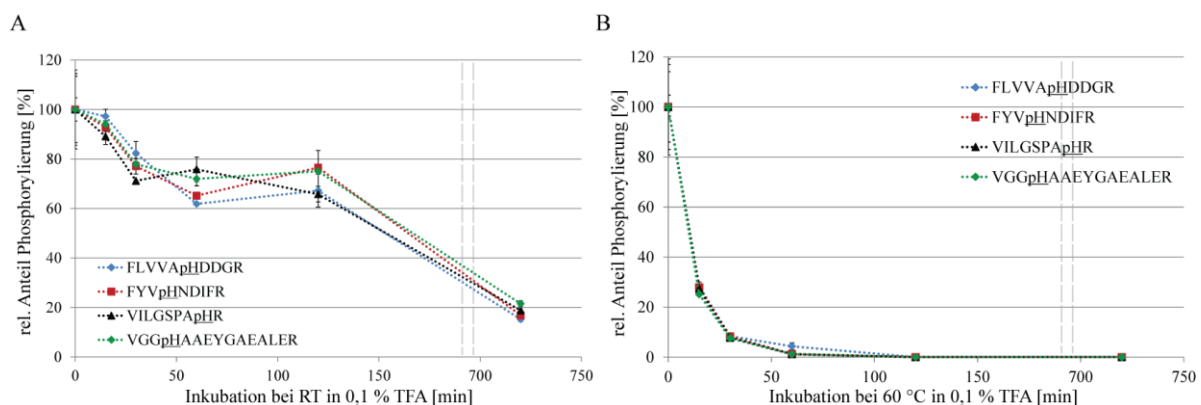 A
120
100
80
60
40
20
0
rel. Anteil Phosphorylierung [%]
FLVVApHDDGR
FYVpHNDIFR
VILGSPApHR
VGGpHAAEYGAEALER
0 50 100 150 700 750
Inkubation bei RT in 0,1 % TFA [min]
B
120
100
80
60
40
20
0
rel. Anteil Phosphorylierung [%]
FLVVApHDDGR
FYVpHNDIFR
VILGSPApHR
VGGpHAAEYGAEALER
0 50 100 150 700 750
Inkubation bei 60 °C in 0,1 % TFA [min]